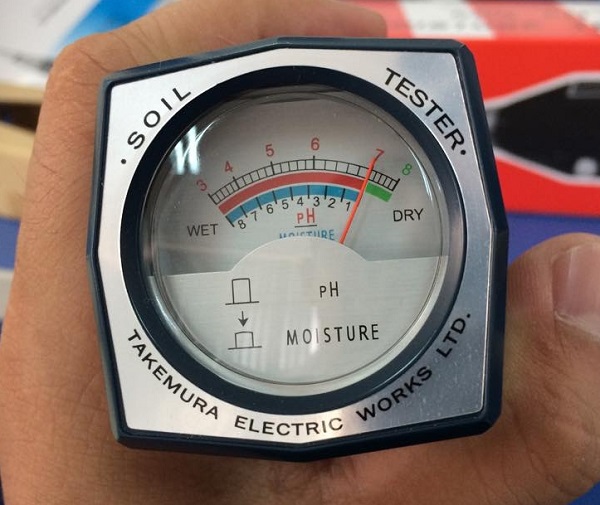 SOIL TESTER
3 4 5 6 7 8
WET 8 7 6 5 4 3 2 1 DRY
pH
MOISTURE
pH
MOISTURE
TAKEMURA ELECTRIC WORKS LTD.